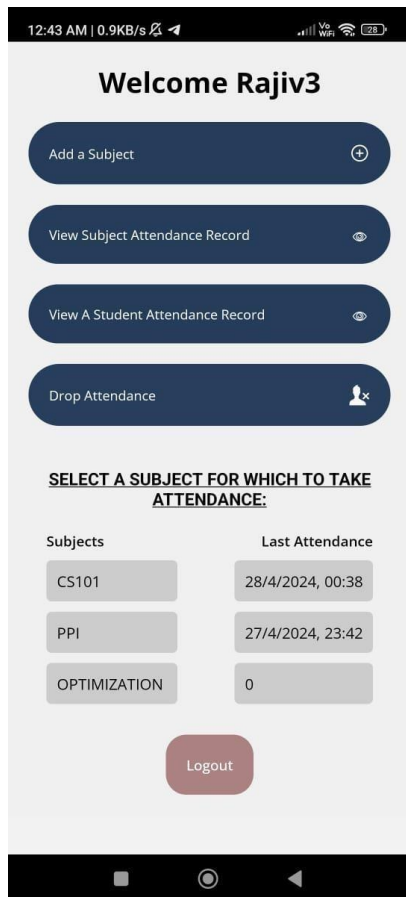 12:43 AM | 0.9KB/s
Vo
WiFi
28
Welcome Rajiv3
Add a Subject
View Subject Attendance Record
View A Student Attendance Record
Drop Attendance
SELECT A SUBJECT FOR WHICH TO TAKE
ATTENDANCE:
Subjects Last Attendance
CS101 28/4/2024, 00:38
PPI 27/4/2024, 23:42
OPTIMIZATION 0
Logout